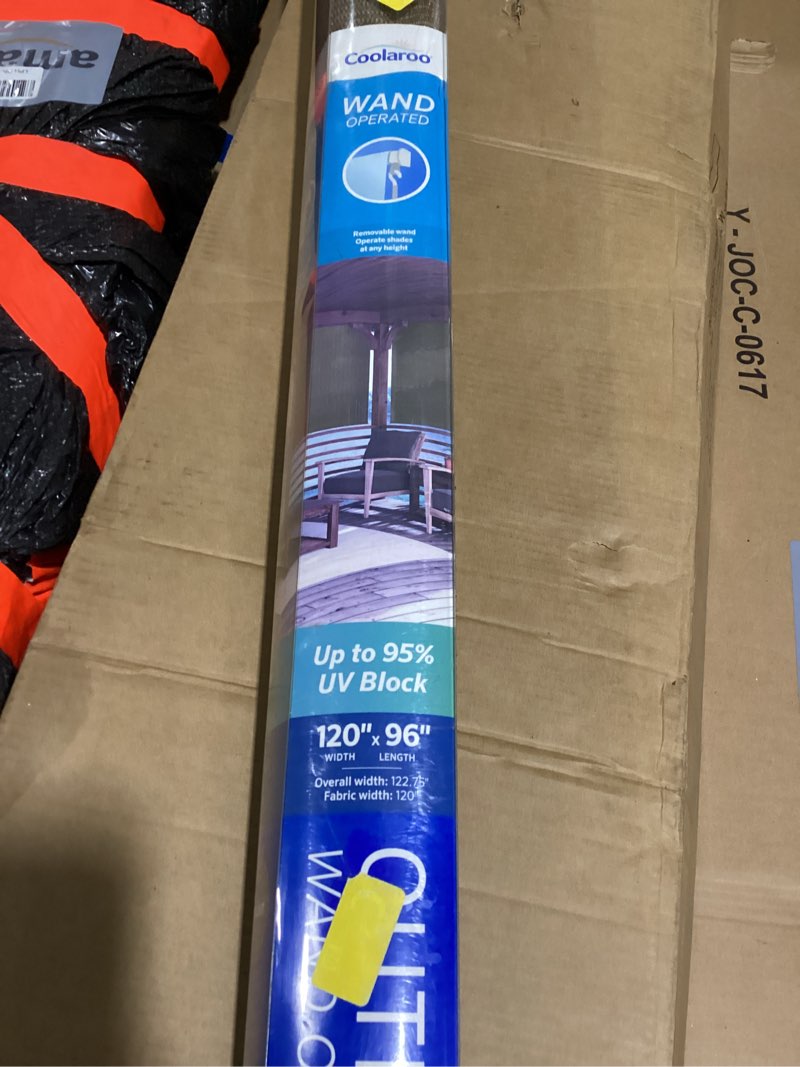 Coolaroo
WAND
OPERATED
Removable wand
Operate shades
at any height
Up to 95%
UV Block
120" x 96"
WIDTH LENGTH
Overall width: 122.75"
Fabric width: 120"
Y - JOC-C-0617
ama